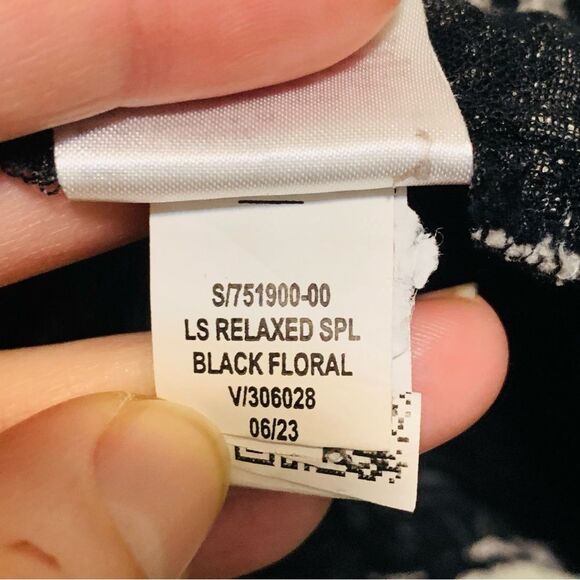 S/751900-00
LS RELAXED SPL
BLACK FLORAL
V/306028
06/23